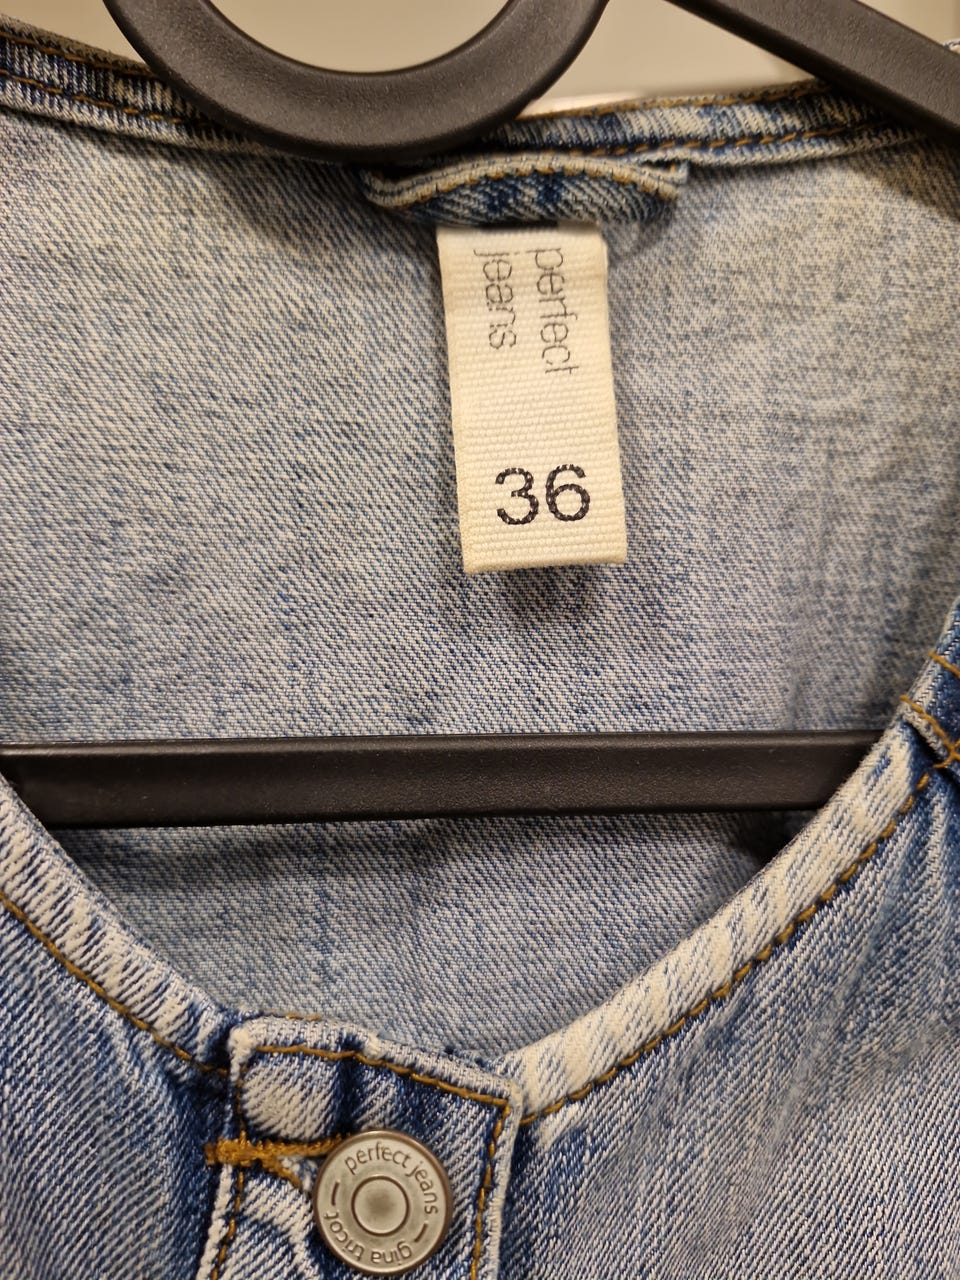 perfect
jeans
36
perfect jeans
gina tricot